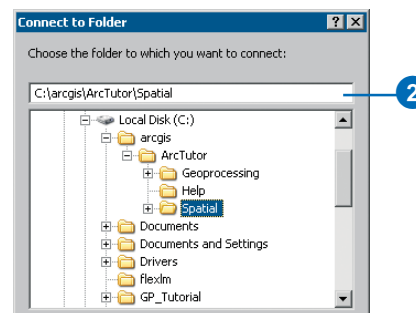 Connect to Folder
Choose the folder to which you want to connect:
C:\arcgis\ArcTutor\Spatial
2
Local Disk (C:)
arcgis
ArcTutor
Geoprocessing
Help
Spatial
Documents
Documents and Settings
Drivers
flexlm
GP_Tutorial